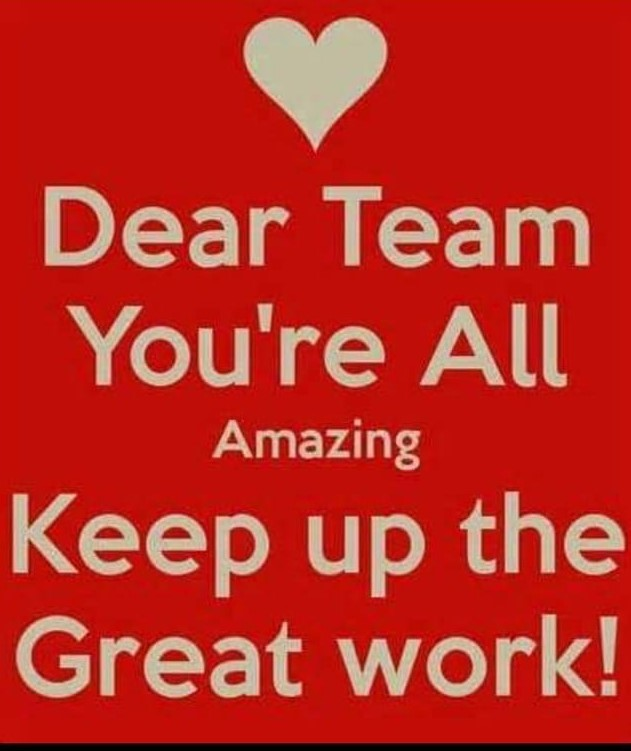 Dear Team
You're All
Amazing
Keep up the
Great work!